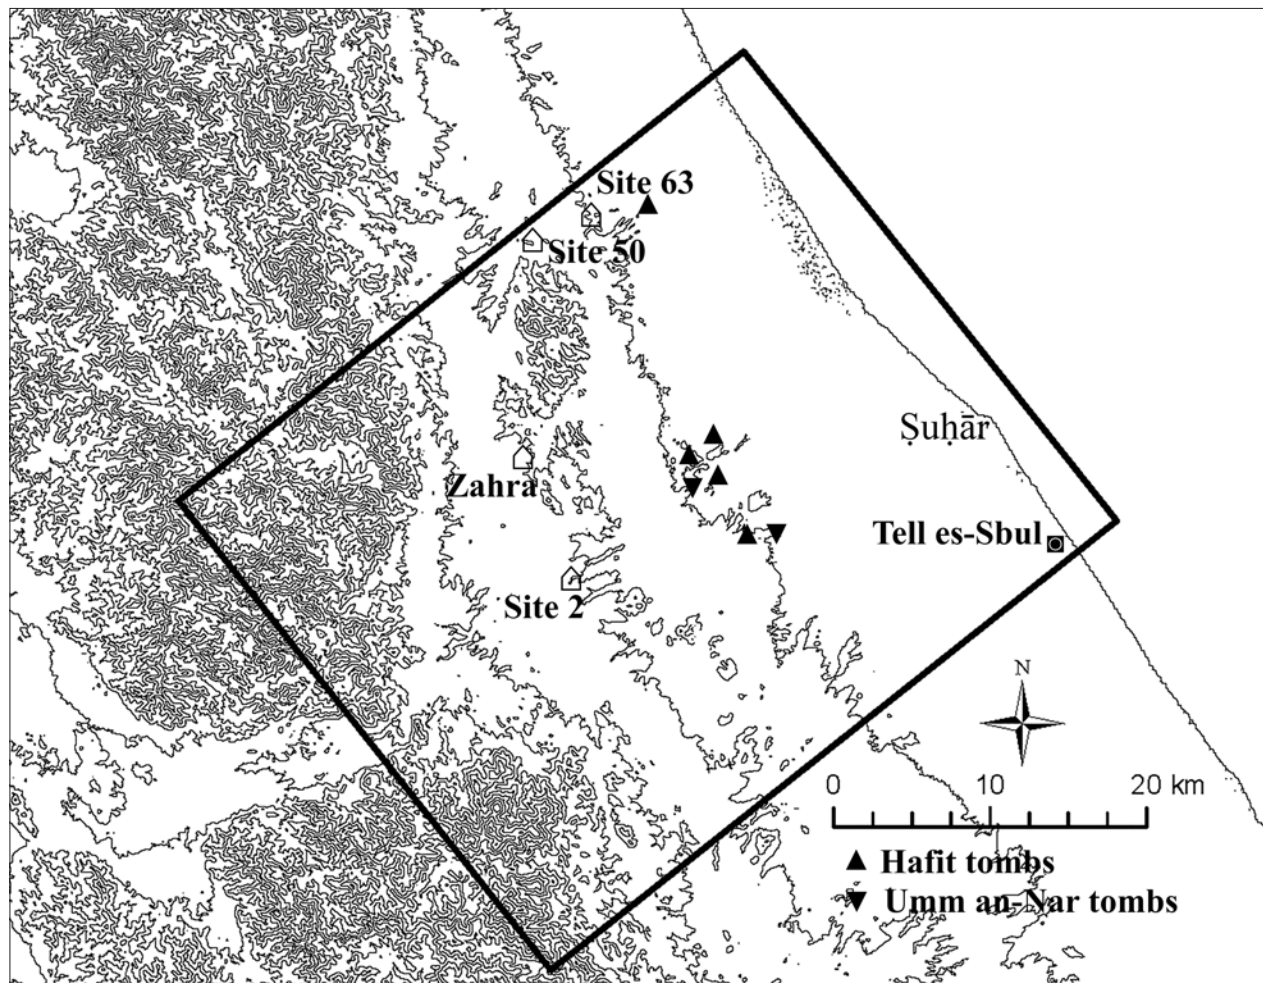 Site 63
Site 50
Ṣuḥār
Zahra
Tell es-Sbul
Site 2
N
0 10 20 km
Hafit tombs
Umm an-Nar tombs